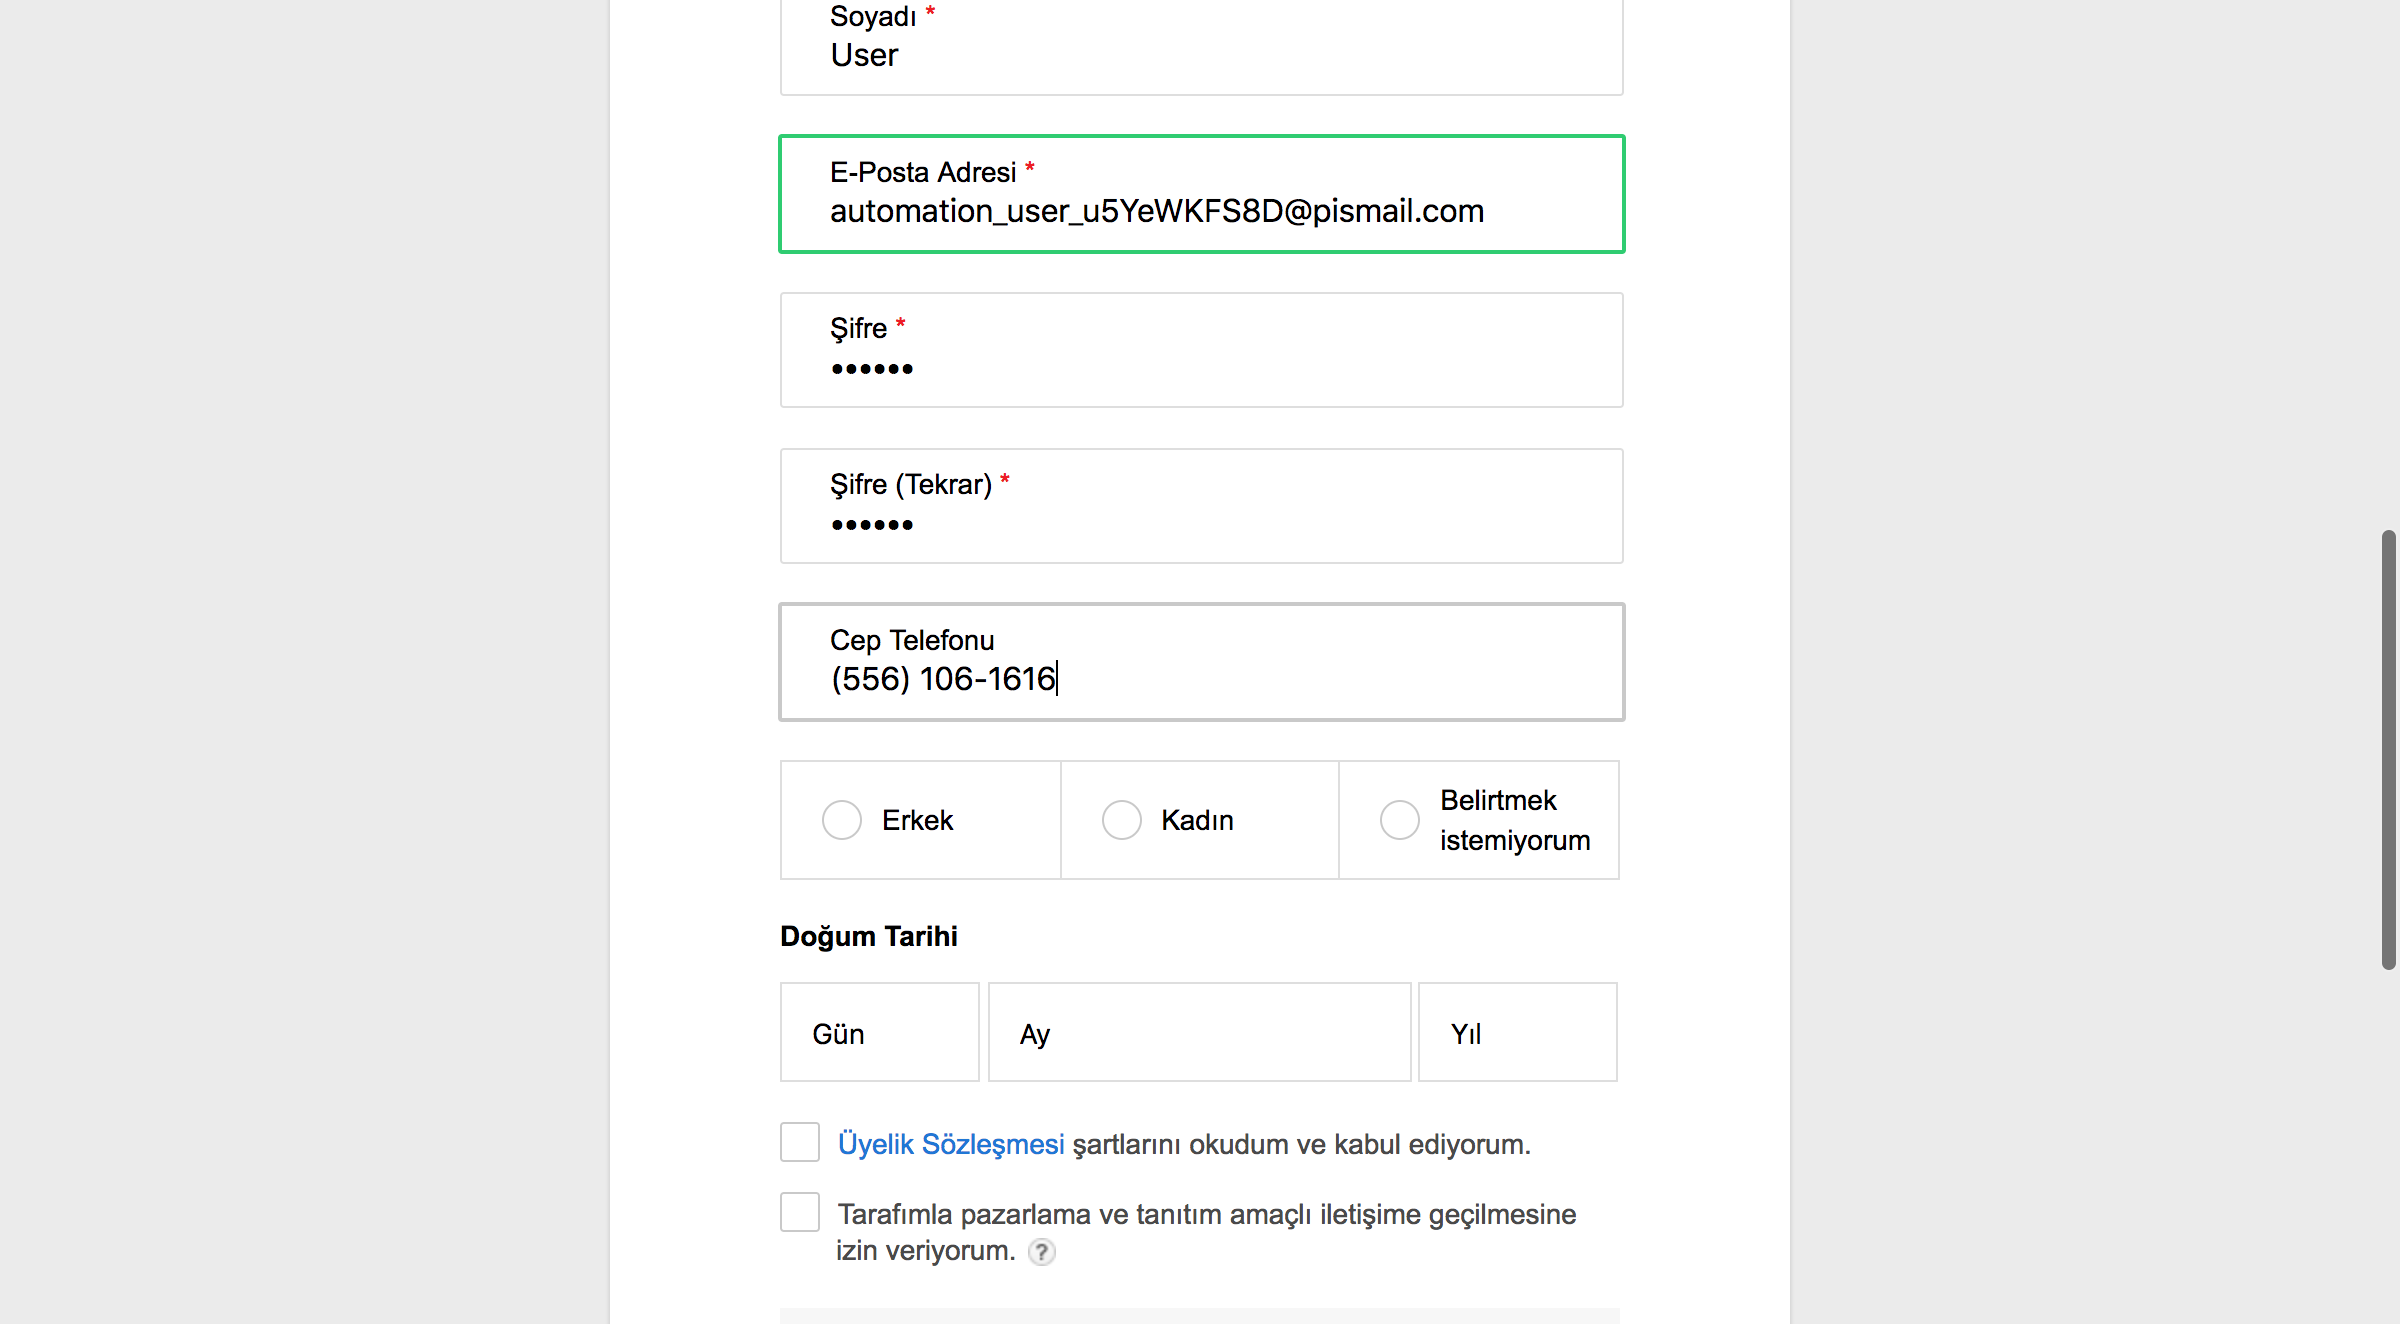 Soyadı *
User
E-Posta Adresi *
automation_user_u5YeWKFS8D@pismail.com
Şifre *
••••••
Şifre (Tekrar) *
••••••
Cep Telefonu
(556) 106-1616
Erkek
Kadın
Belirtmek
istemiyorum
Doğum Tarihi
Gün
Ay
Yıl
Üyelik Sözleşmesi şartlarını okudum ve kabul ediyorum.
Tarafımla pazarlama ve tanıtım amaçlı iletişime geçilmesine
izin veriyorum. ?